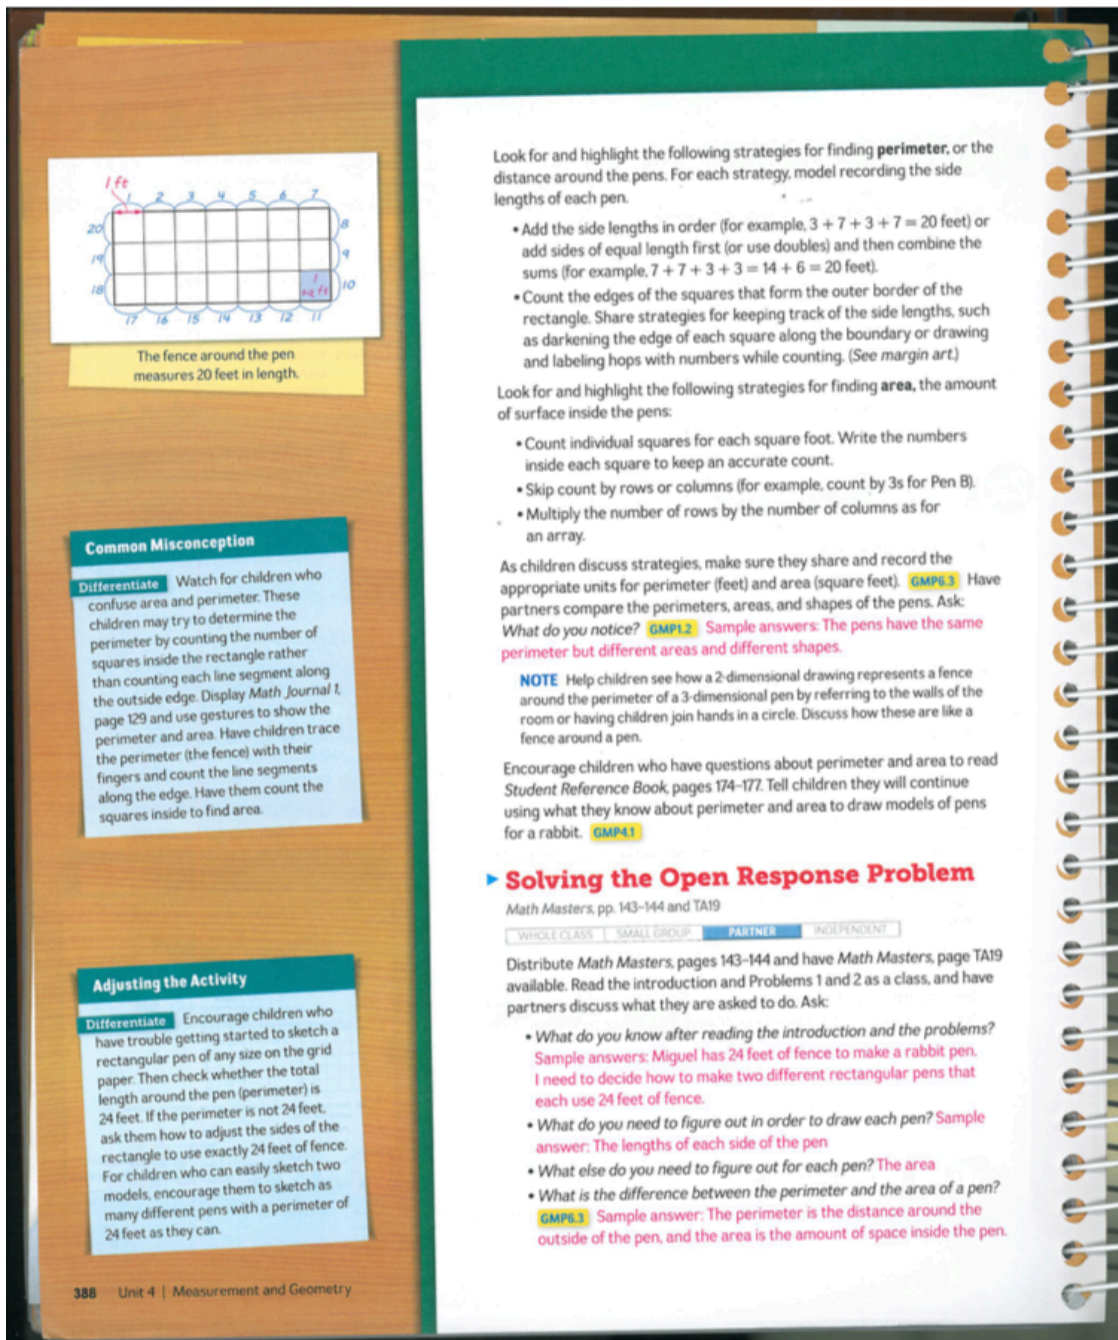 1 ft
1 2 3 4 5 6 7
20 8
19 9
18 1 sq ft 10
17 16 15 14 13 12 11
The fence around the pen
measures 20 feet in length.
Common Misconception
Differentiate Watch for children who
confuse area and perimeter. These
children may try to determine the
perimeter by counting the number of
squares inside the rectangle rather
than counting each line segment along
the outside edge. Display Math Journal 1,
page 129 and use gestures to show the
perimeter and area. Have children trace
the perimeter (the fence) with their
fingers and count the line segments
along the edge. Have them count the
squares inside to find area.
Adjusting the Activity
Differentiate Encourage children who
have trouble getting started to sketch a
rectangular pen of any size on the grid
paper. Then check whether the total
length around the pen (perimeter) is
24 feet. If the perimeter is not 24 feet,
ask them how to adjust the sides of the
rectangle to use exactly 24 feet of fence.
For children who can easily sketch two
models, encourage them to sketch as
many different pens with a perimeter of
24 feet as they can.
388 Unit 4 | Measurement and Geometry
Look for and highlight the following strategies for finding perimeter, or the
distance around the pens. For each strategy, model recording the side
lengths of each pen.
• Add the side lengths in order (for example, 3 + 7 + 3 + 7 = 20 feet) or
add sides of equal length first (or use doubles) and then combine the
sums (for example, 7 + 7 + 3 + 3 = 14 + 6 = 20 feet).
• Count the edges of the squares that form the outer border of the
rectangle. Share strategies for keeping track of the side lengths, such
as darkening the edge of each square along the boundary or drawing
and labeling hops with numbers while counting. (See margin art.)
Look for and highlight the following strategies for finding area, the amount
of surface inside the pens:
• Count individual squares for each square foot. Write the numbers
inside each square to keep an accurate count.
• Skip count by rows or columns (for example, count by 3s for Pen B).
• Multiply the number of rows by the number of columns as for
an array.
As children discuss strategies, make sure they share and record the
appropriate units for perimeter (feet) and area (square feet). GMP6.3 Have
partners compare the perimeters, areas, and shapes of the pens. Ask:
What do you notice? GMP1.2 Sample answers: The pens have the same
perimeter but different areas and different shapes.
NOTE Help children see how a 2-dimensional drawing represents a fence
around the perimeter of a 3-dimensional pen by referring to the walls of the
room or having children join hands in a circle. Discuss how these are like a
fence around a pen.
Encourage children who have questions about perimeter and area to read
Student Reference Book, pages 174–177. Tell children they will continue
using what they know about perimeter and area to draw models of pens
for a rabbit. GMP4.1
▶ Solving the Open Response Problem
Math Masters, pp. 143–144 and TA19
WHOLE CLASS SMALL GROUP PARTNER INDEPENDENT
Distribute Math Masters, pages 143–144 and have Math Masters, page TA19
available. Read the introduction and Problems 1 and 2 as a class, and have
partners discuss what they are asked to do. Ask:
• What do you know after reading the introduction and the problems?
Sample answers: Miguel has 24 feet of fence to make a rabbit pen.
I need to decide how to make two different rectangular pens that
each use 24 feet of fence.
• What do you need to figure out in order to draw each pen? Sample
answer: The lengths of each side of the pen
• What else do you need to figure out for each pen? The area
• What is the difference between the perimeter and the area of a pen?
GMP6.3 Sample answer: The perimeter is the distance around the
outside of the pen, and the area is the amount of space inside the pen.